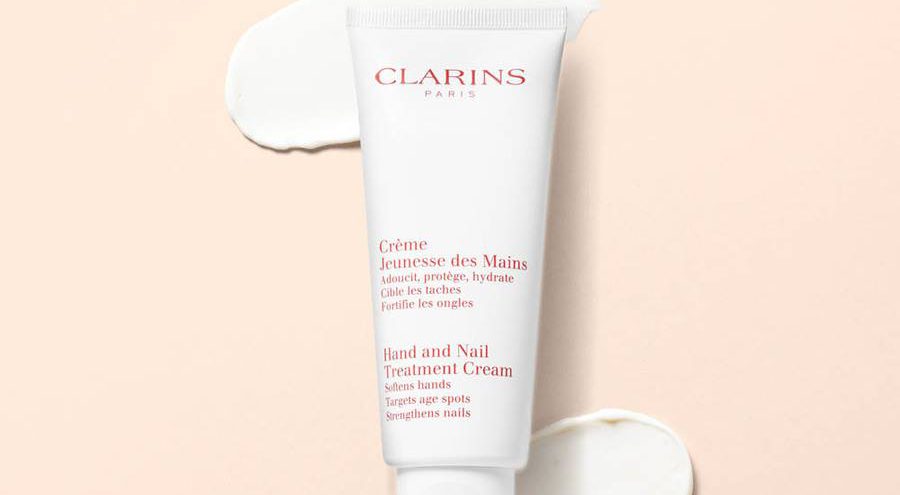 CLARINS
PARIS
Crème
Jeunesse des Mains
Adoucit, protège, hydrate
Cible les taches
Fortifie les ongles
Hand and Nail
Treatment Cream
Softens hands
Targets age spots
Strengthens nails